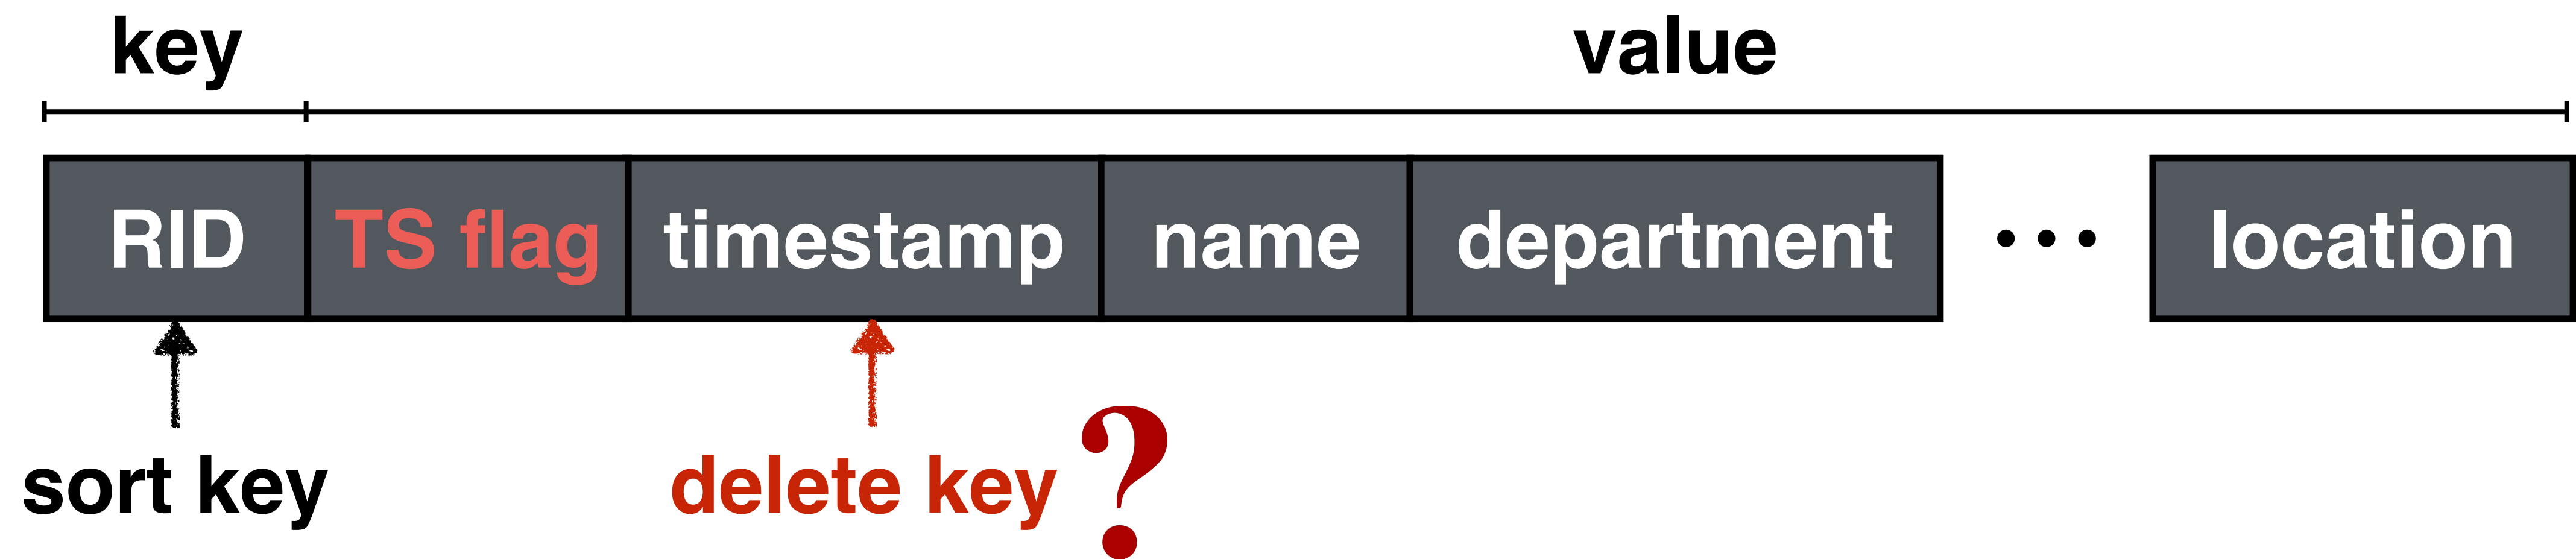 key value
RID TS flag timestamp name department ••• location
sort key delete key ?